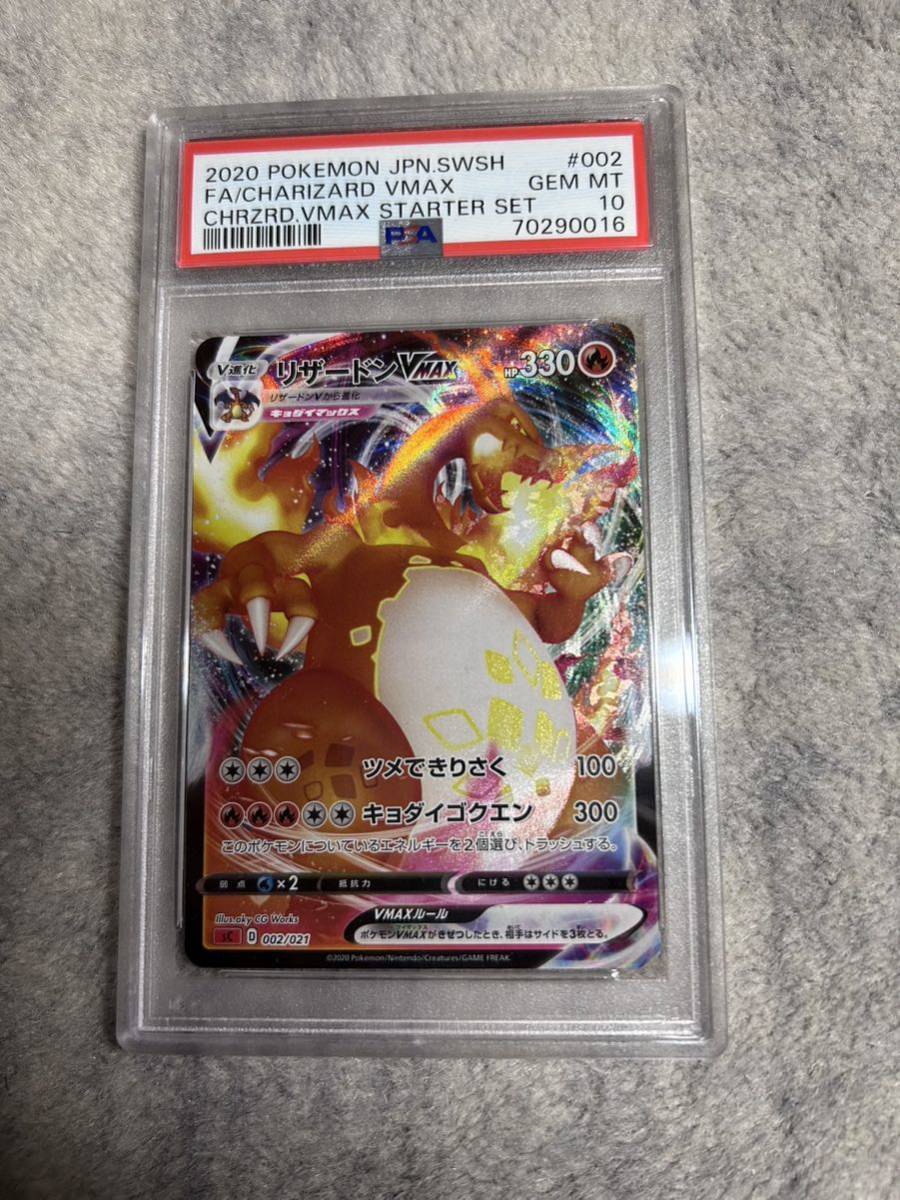 2020 POKEMON JPN.SWSH #002
FA/CHARIZARD VMAX GEM MT
CHRZRD.VMAX STARTER SET 10
PSA 70290016
V進化 リザードンVMAX HP330
リザードンVから進化
キョダイマックス
ツメできりさく 100
キョダイゴクエン 300
このポケモンについているエネルギーを2個選び、トラッシュする。
弱点 ×2 抵抗力 にげる
Illus. aky CG Works
VMAXルール
sC D 002/021
ポケモンVMAXがきぜつしたとき、相手はサイドを3枚とる。
©2020 Pokémon/Nintendo/Creatures/GAME FREAK.